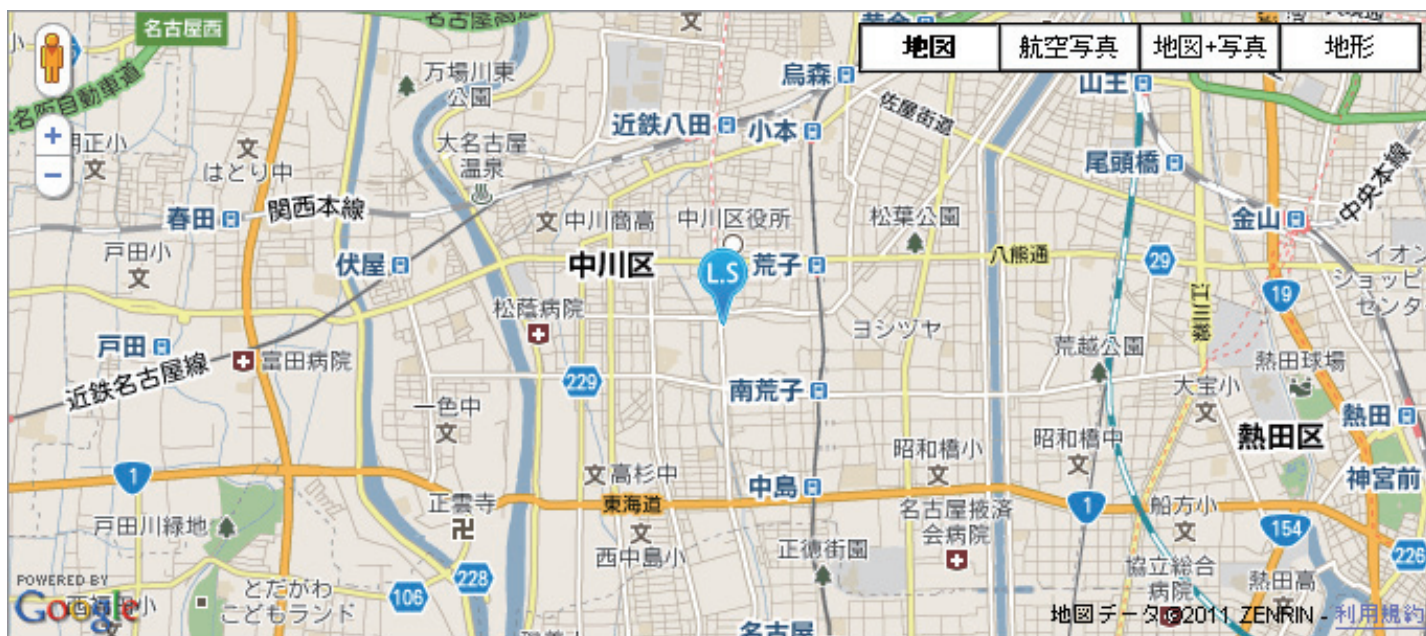 名古屋西
名古屋高速
黄金
地図
航空写真
地図+写真
地形
万場川東
公園
烏森
山王
名阪自動車道
近鉄八田
小本
佐屋街道
大名古屋
温泉
はとり中
尾頭橋
中央本線
関西本線
春田
中川商高
中川区役所
松葉公園
金山
戸田小
伏屋
中川区
L.S
荒子
八熊通
29
イオン
ショッピ
センタ
19
江川線
松蔭病院
ヨシヅヤ
戸田
富田病院
荒越公園
熱田球場
近鉄名古屋線
229
南荒子
大宝小
一色中
熱田
昭和橋小
昭和橋中
熱田区
1
高杉中
中島
神宮前
正雲寺
東海道
名古屋掖済
会病院
1
船方小
154
戸田川緑地
西中島小
正徳街園
226
POWERED BY
Google
とだがわ
こどもランド
106
228
協立総合
病院
熱田高
名古屋
地図データ ©2011 ZENRIN - 利用規約